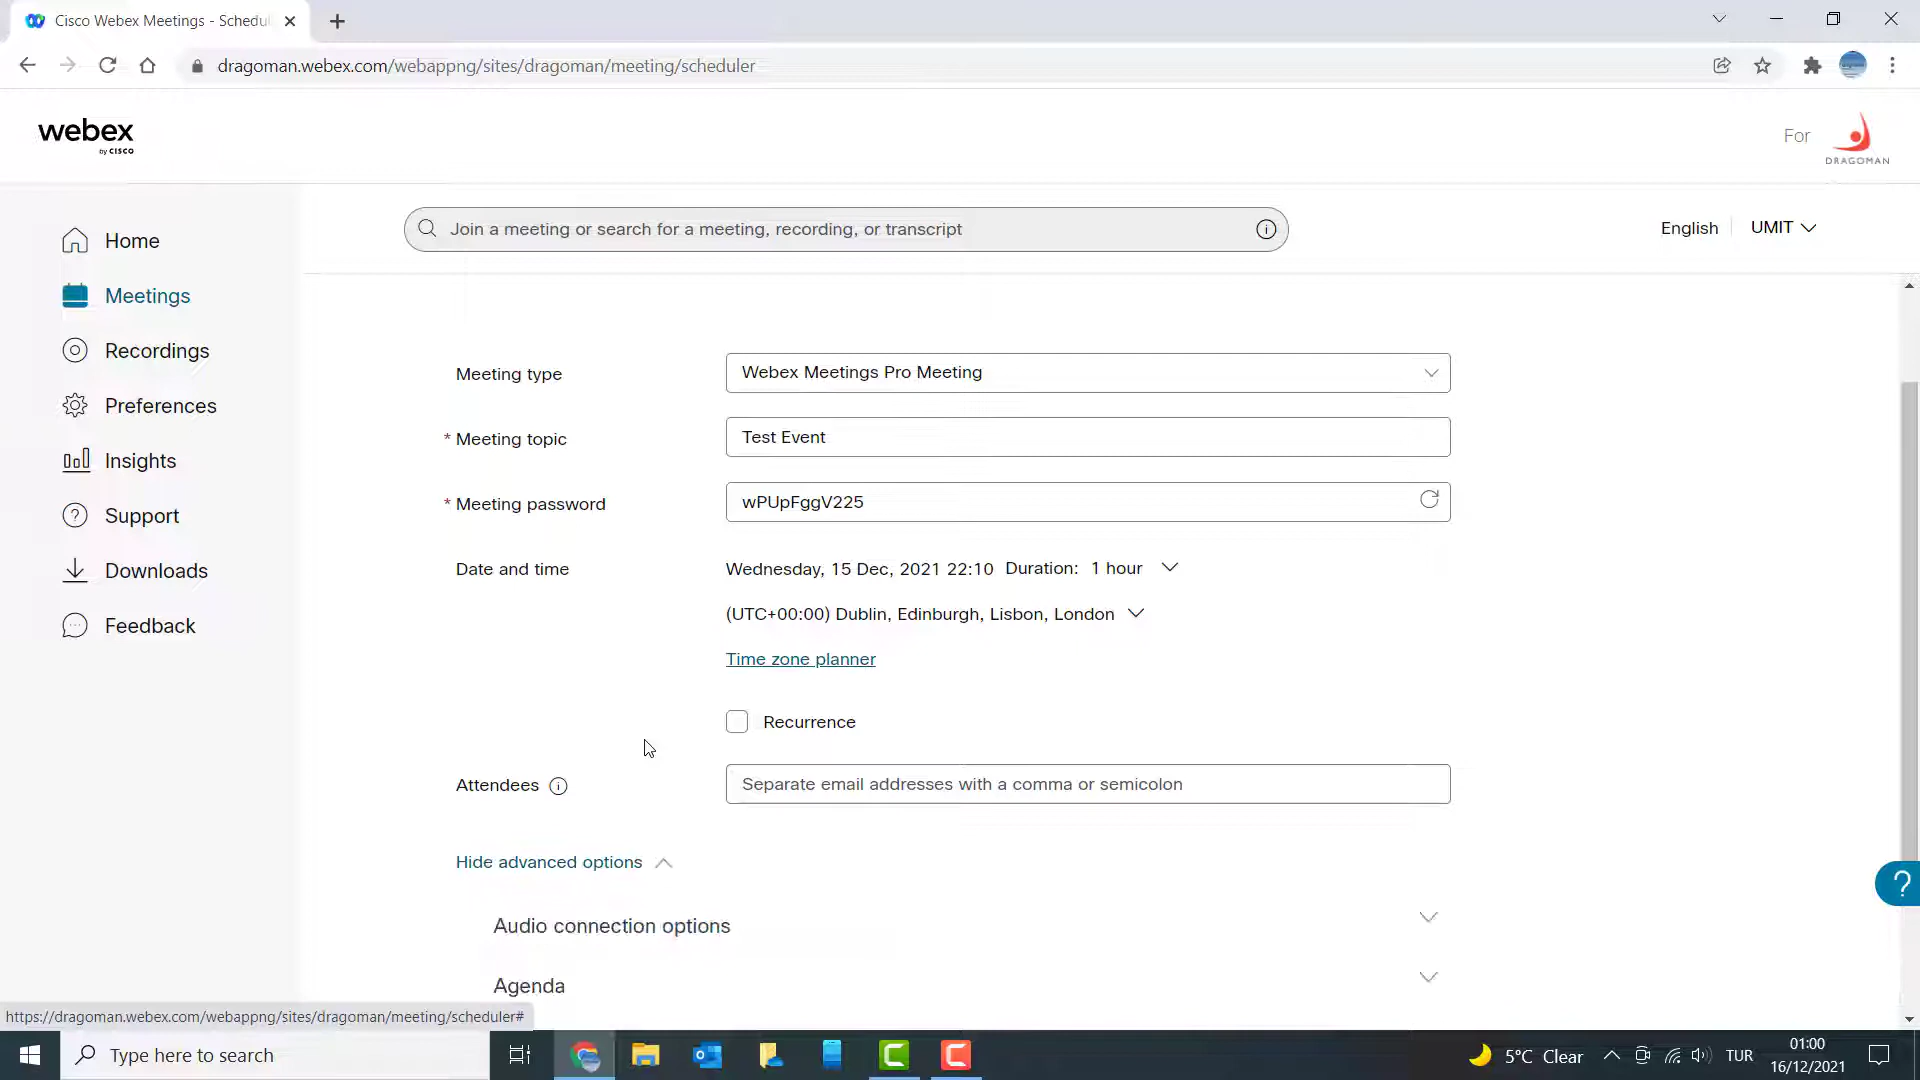 Cisco Webex Meetings - Schedul
dragoman.webex.com/webappng/sites/dragoman/meeting/scheduler
webex
by CISCO
For
DRAGOMAN
Join a meeting or search for a meeting, recording, or transcript
English
UMIT
Home
Meetings
Recordings
Preferences
Insights
Support
Downloads
Feedback
Meeting type
Webex Meetings Pro Meeting
* Meeting topic
Test Event
* Meeting password
wPUpFggV225
Date and time
Wednesday, 15 Dec, 2021 22:10 Duration: 1 hour
(UTC+00:00) Dublin, Edinburgh, Lisbon, London
Time zone planner
Recurrence
Attendees
Separate email addresses with a comma or semicolon
Hide advanced options
Audio connection options
Agenda
https://dragoman.webex.com/webappng/sites/dragoman/meeting/scheduler#
Type here to search
5°C Clear
TUR
01:00
16/12/2021